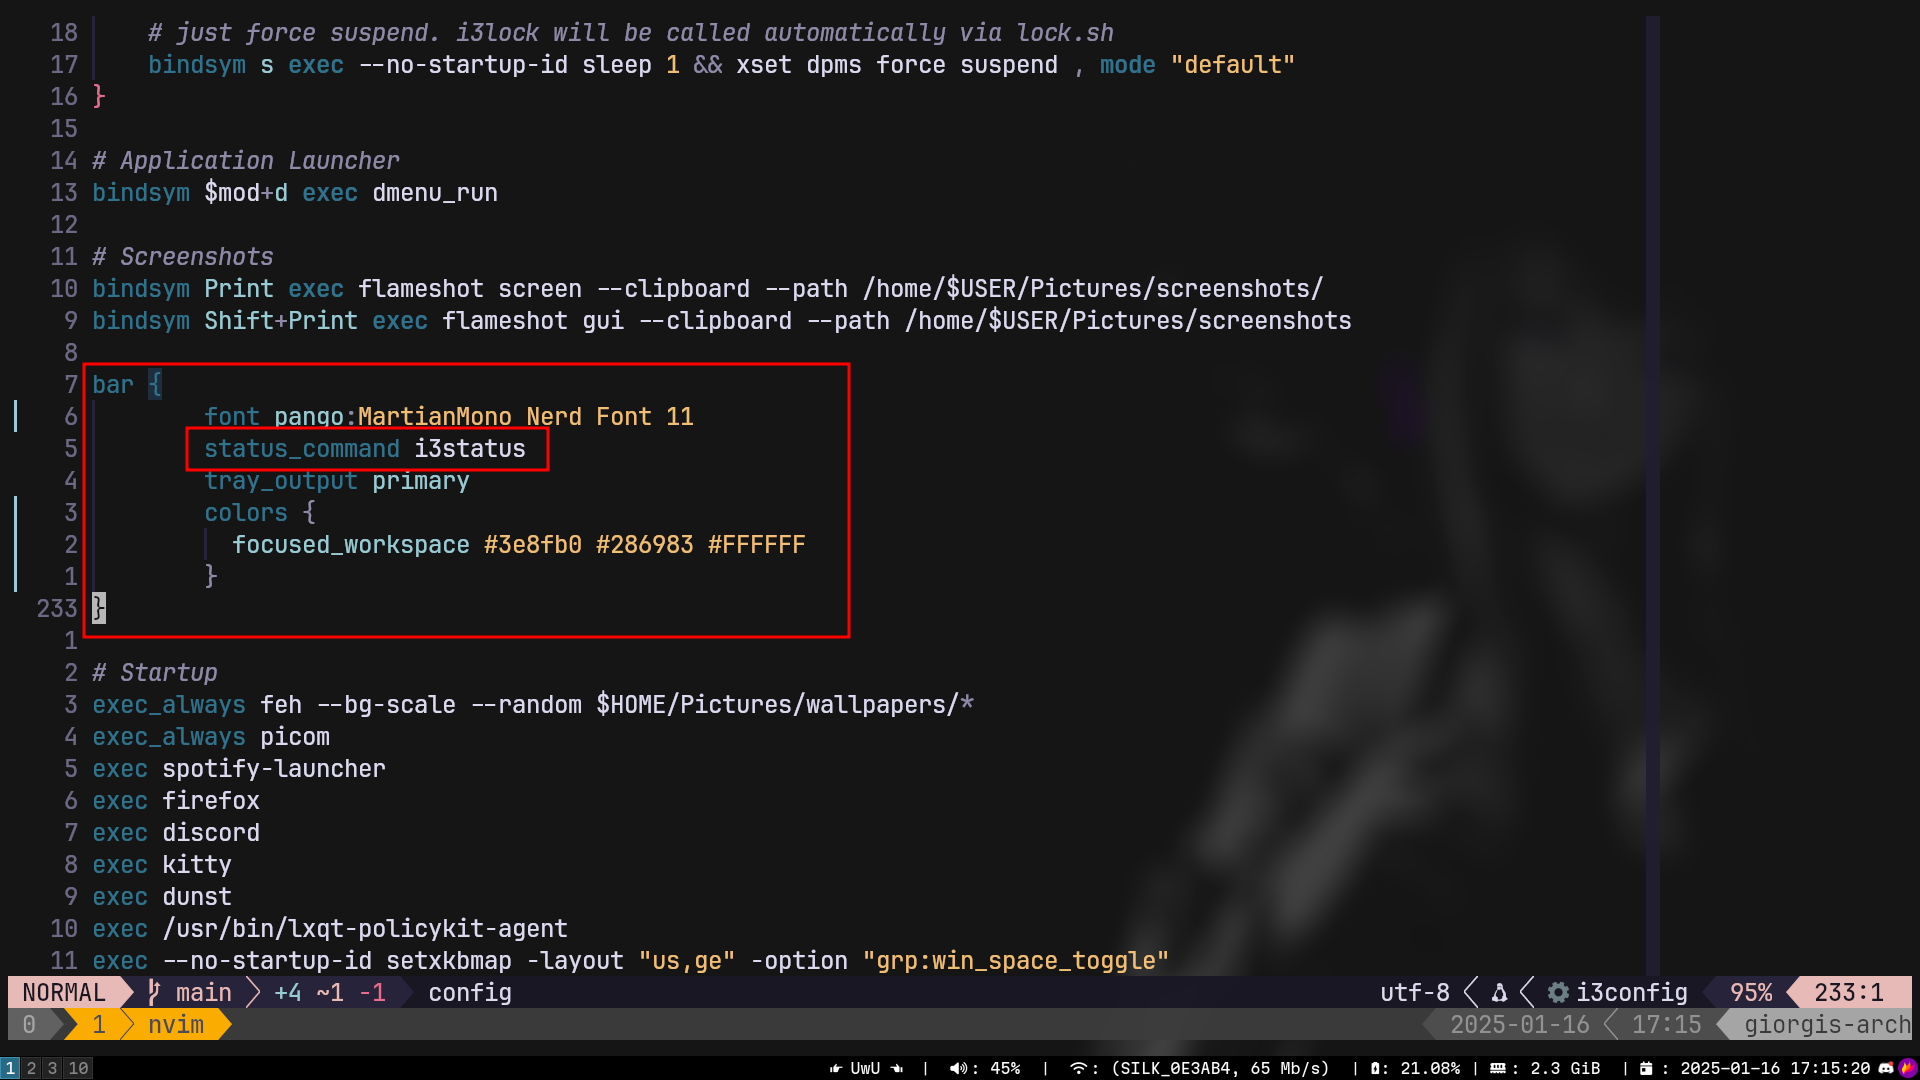 18 # just force suspend. i3lock will be called automatically via lock.sh
17 bindsym s exec --no-startup-id sleep 1 && xset dpms force suspend , mode "default"
16 }
15
14 # Application Launcher
13 bindsym $mod+d exec dmenu_run
12
11 # Screenshots
10 bindsym Print exec flameshot screen --clipboard --path /home/$USER/Pictures/screenshots/
9 bindsym Shift+Print exec flameshot gui --clipboard --path /home/$USER/Pictures/screenshots
8
7 bar {
6 font pango:MartianMono Nerd Font 11
5 status_command i3status
4 tray_output primary
3 colors {
2 focused_workspace #3e8fb0 #286983 #FFFFFF
1 }
233 }
1
2 # Startup
3 exec_always feh --bg-scale --random $HOME/Pictures/wallpapers/*
4 exec_always picom
5 exec spotify-launcher
6 exec firefox
7 exec discord
8 exec kitty
9 exec dunst
10 exec /usr/bin/lxqt-policykit-agent
11 exec --no-startup-id setxkbmap -layout "us,ge" -option "grp:win_space_toggle"
NORMAL main +4 ~1 -1 config utf-8 i3config 95% 233:1
0 1 nvim 2025-01-16 17:15 giorgis-arch
1 2 3 10 UwU | : 45% | : (SILK_0E3AB4, 65 Mb/s) | : 21.08% | : 2.3 GiB | : 2025-01-16 17:15:20